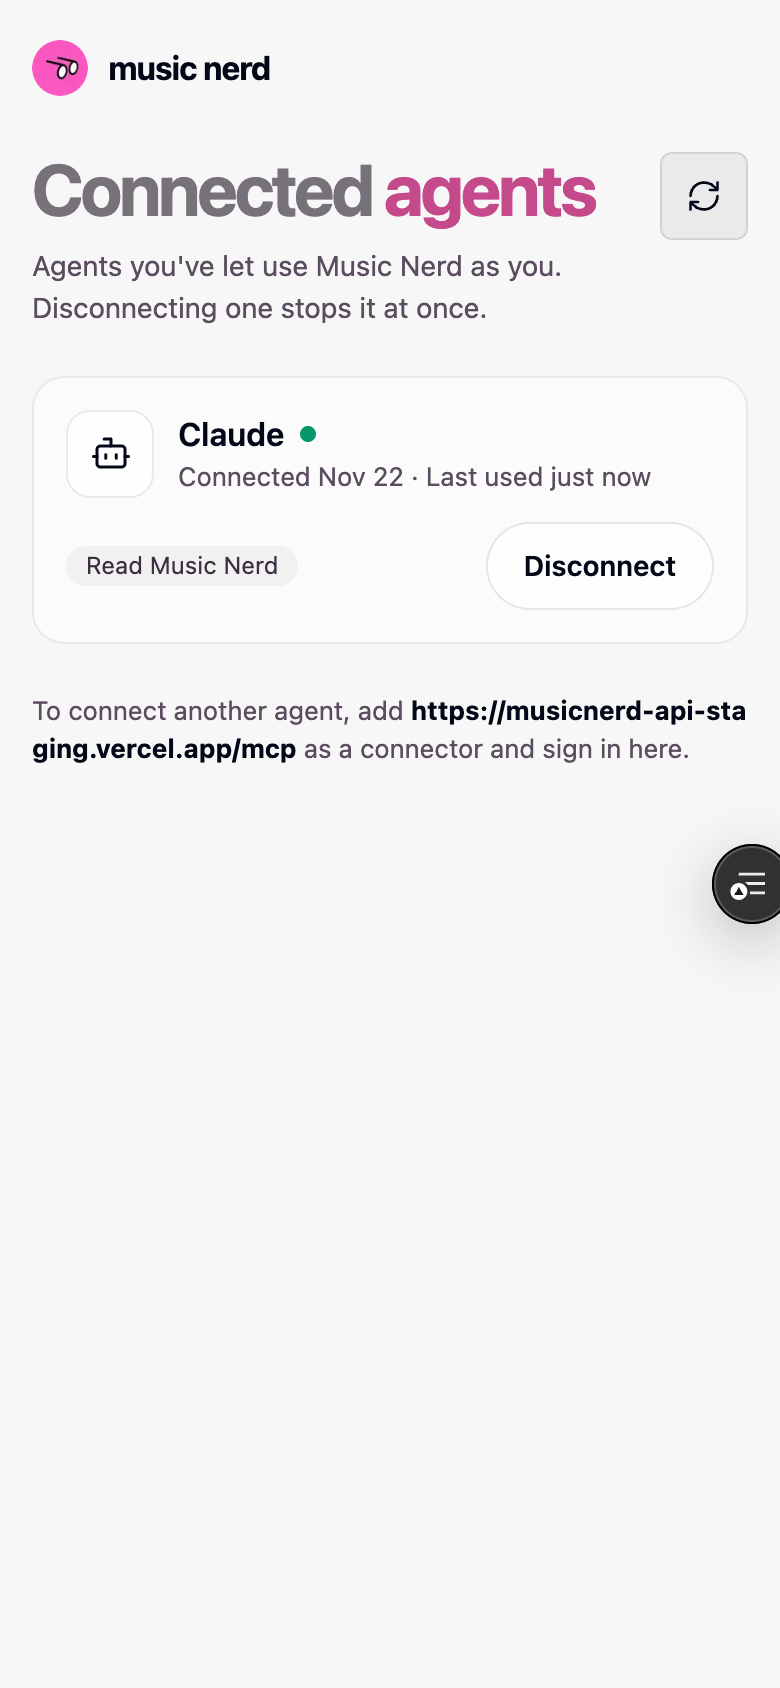 music nerd
Connected agents
Agents you've let use Music Nerd as you.
Disconnecting one stops it at once.
Claude
Connected Nov 22 · Last used just now
Read Music Nerd
Disconnect
To connect another agent, add https://musicnerd-api-sta
ging.vercel.app/mcp as a connector and sign in here.